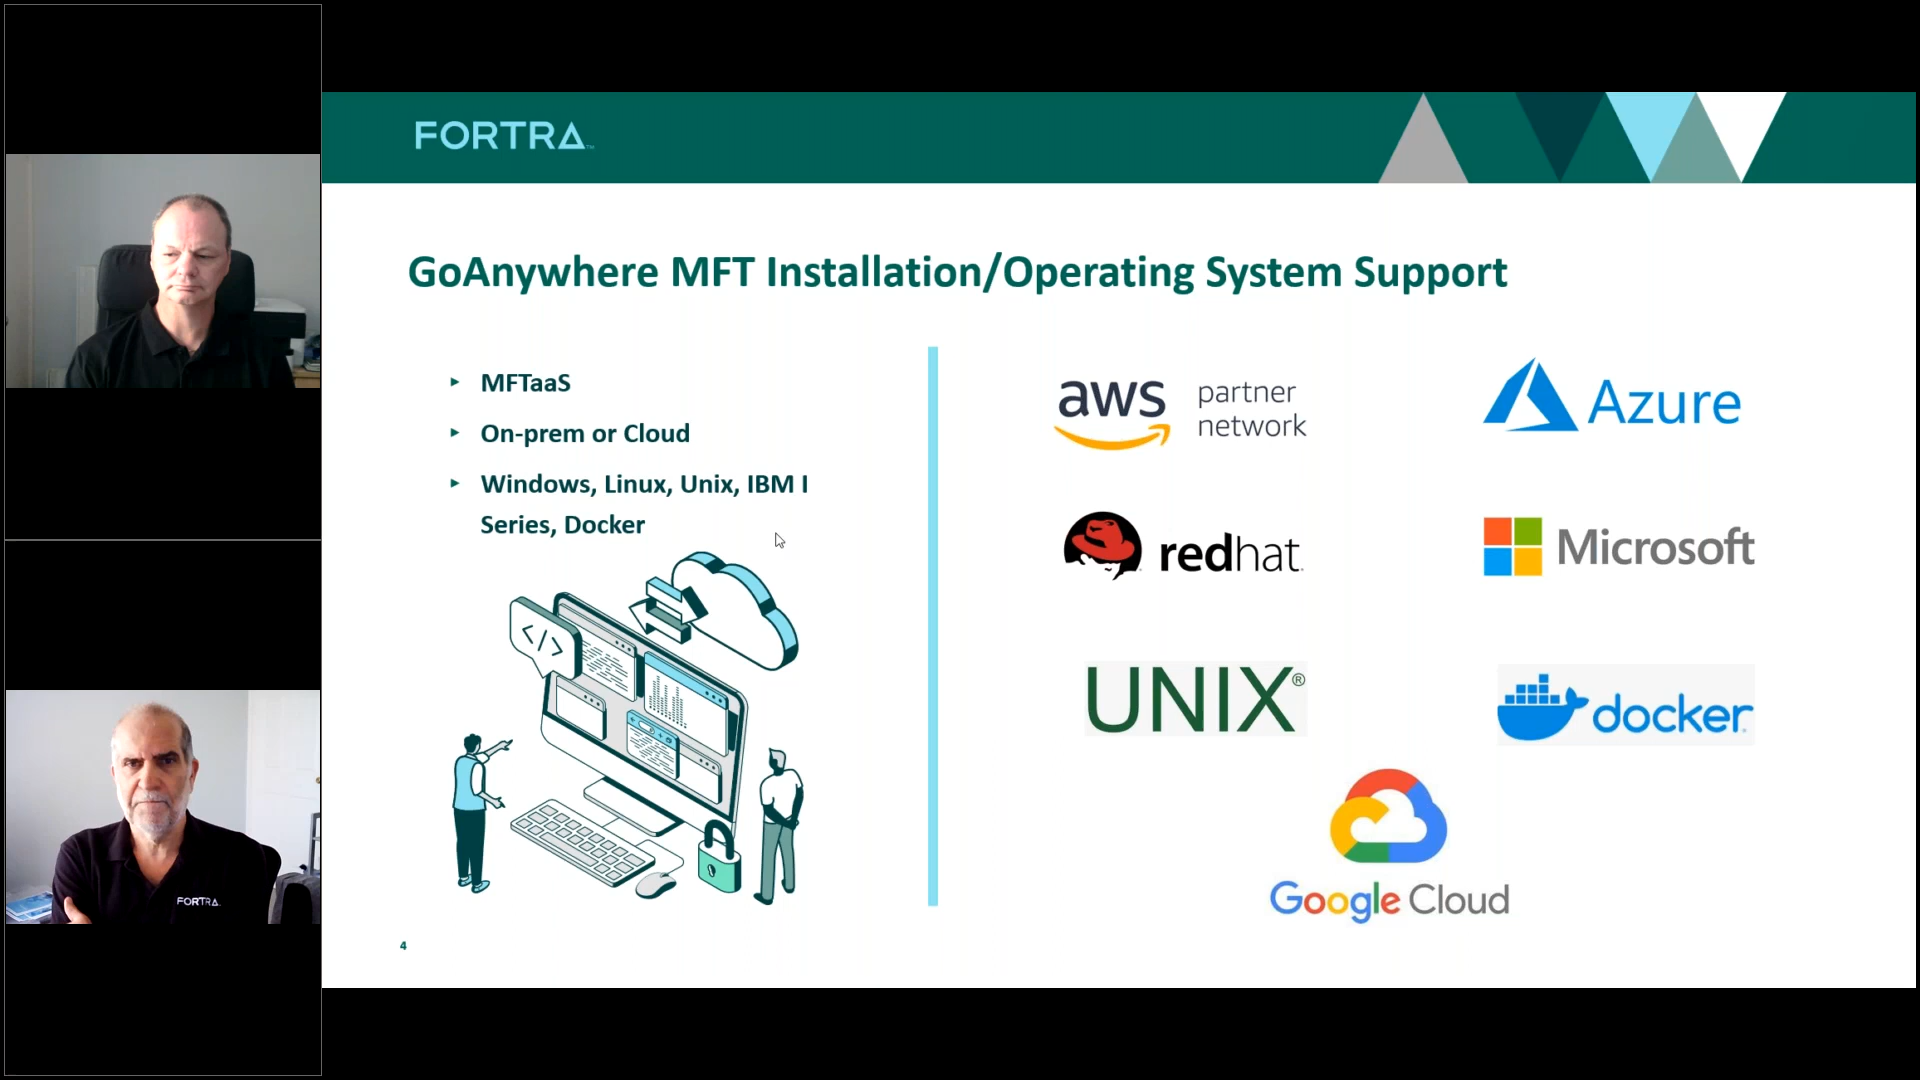 FORTRA™
GoAnywhere MFT Installation/Operating System Support
MFTaaS
On-prem or Cloud
Windows, Linux, Unix, IBM I
Series, Docker
</>
aws partner
network
Azure
redhat.
Microsoft
UNIX®
docker
Google Cloud
4
FORTRA